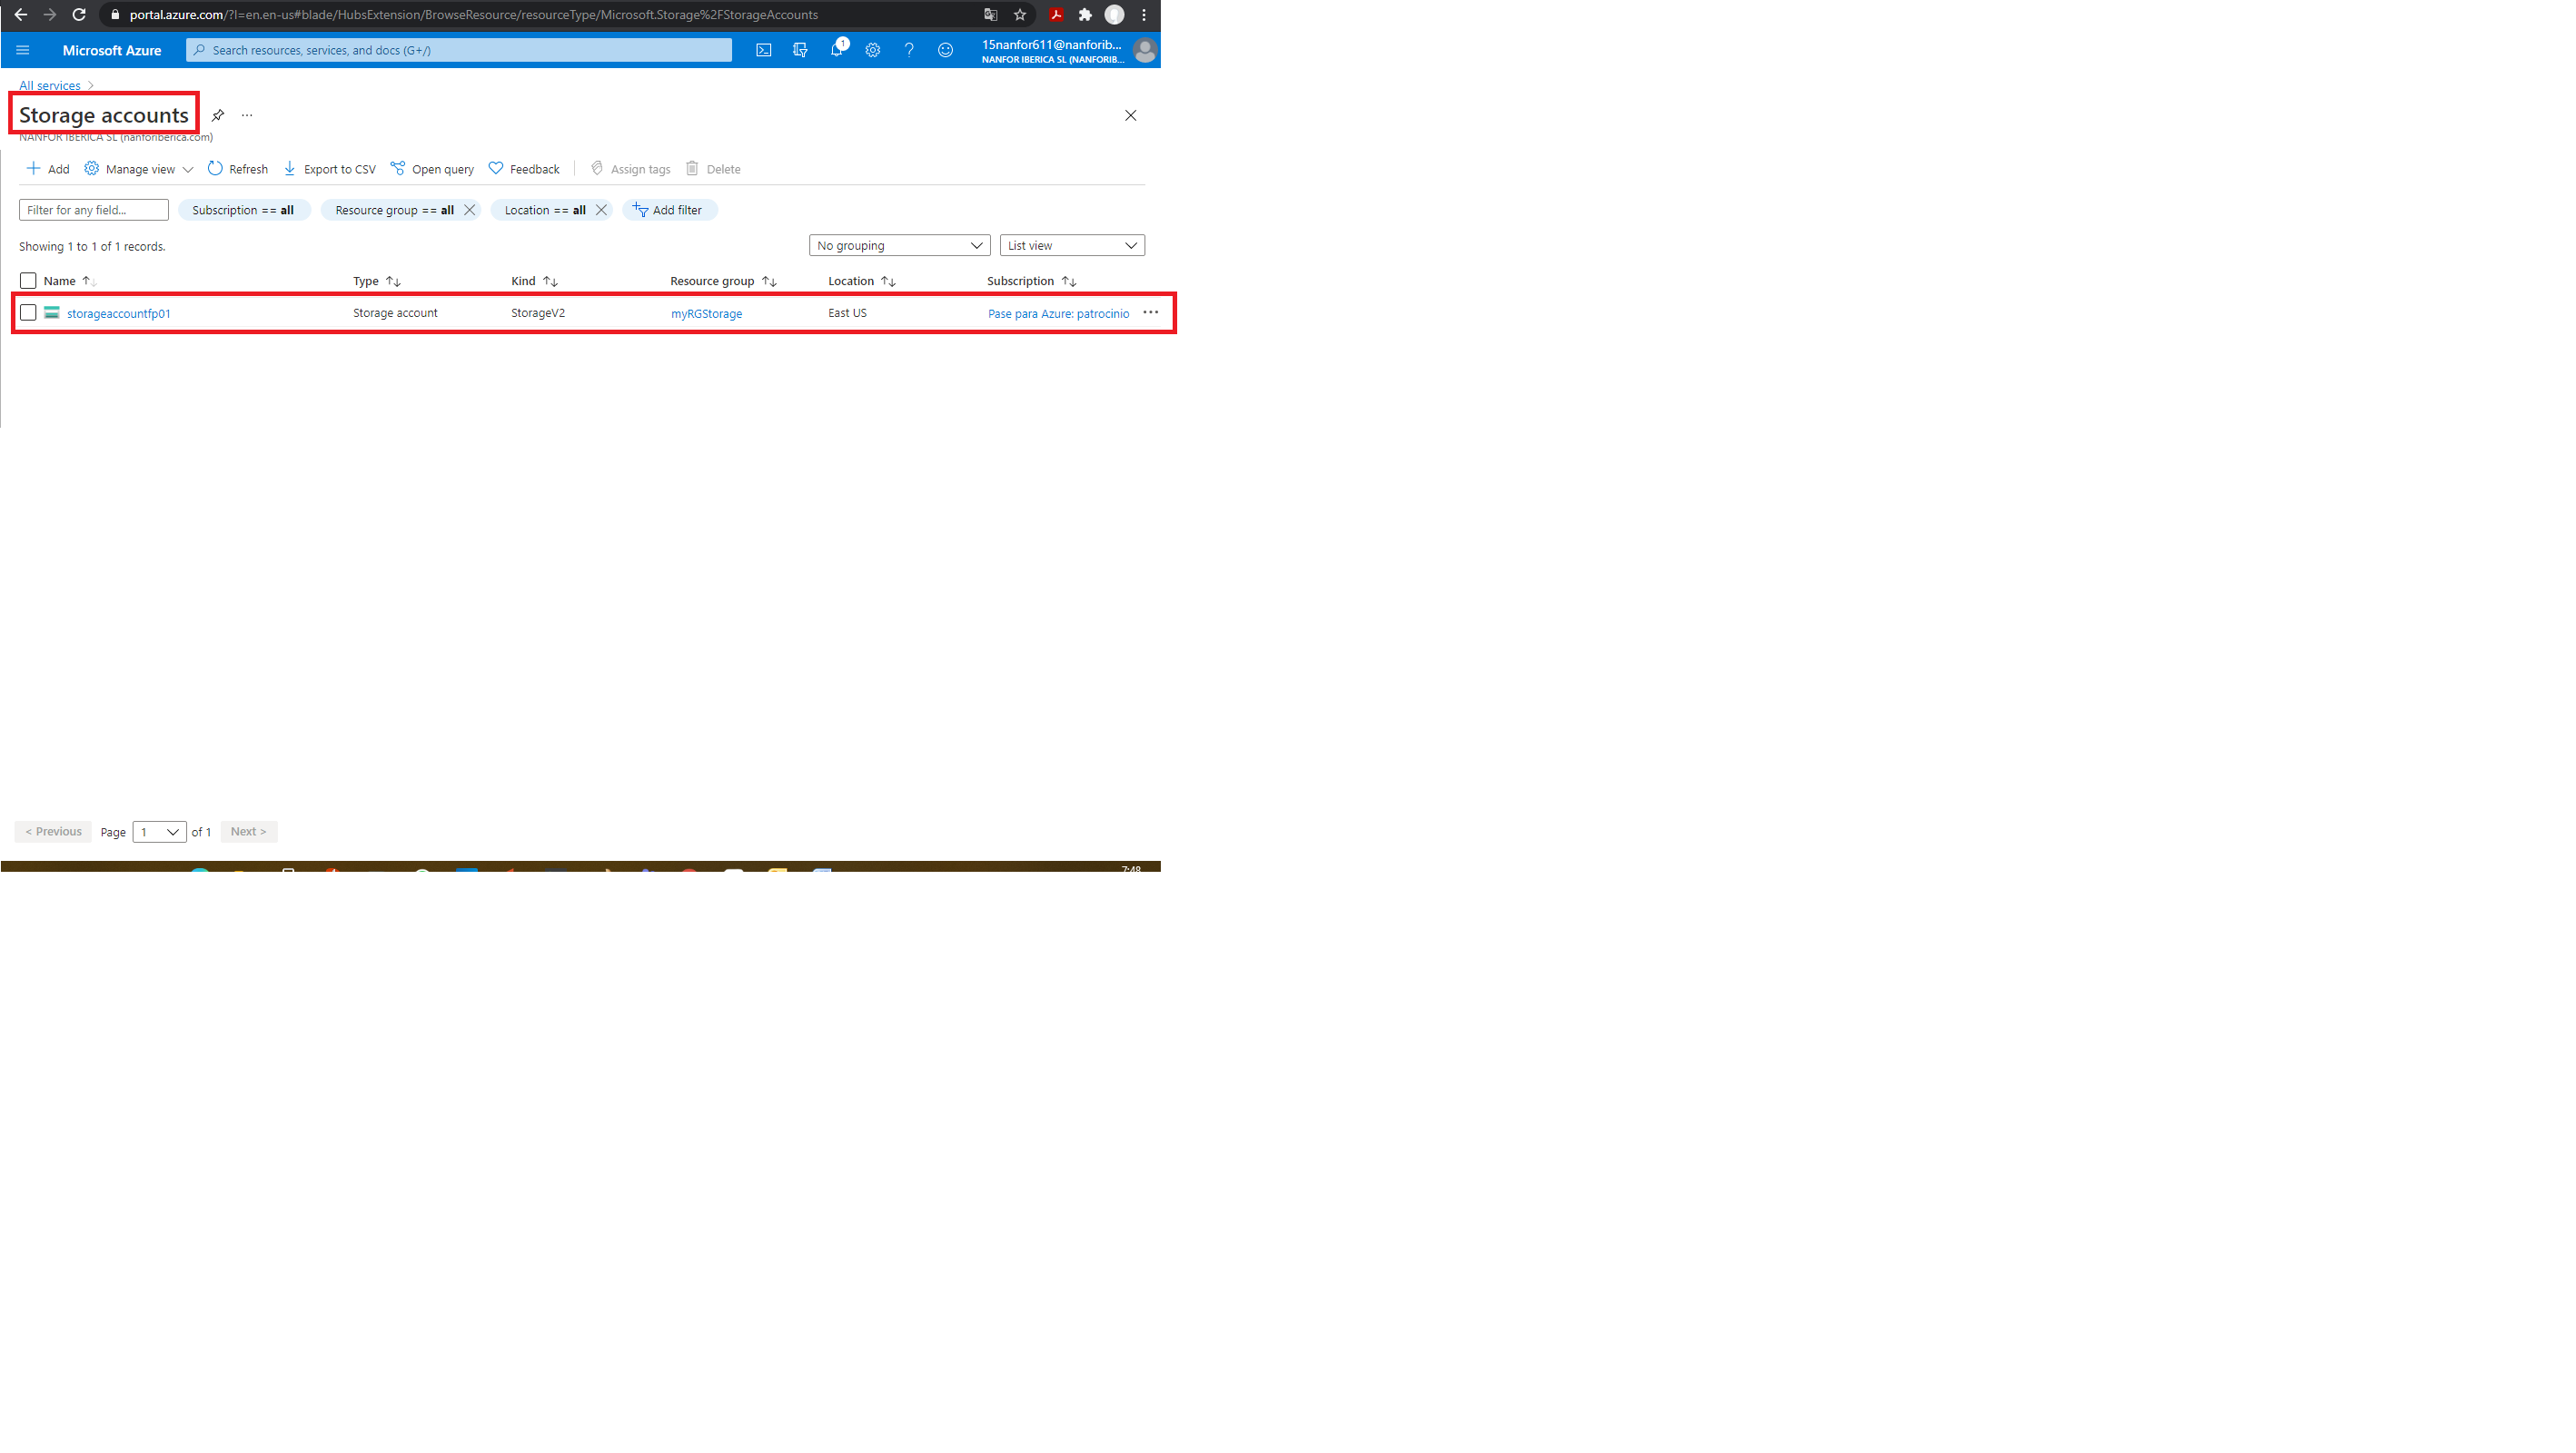 portal.azure.com/?l=en.en-us#blade/HubsExtension/BrowseResource/resourceType/Microsoft.Storage%2FStorageAccounts
Microsoft Azure
Search resources, services, and docs (G+/)
1
15nanfor611@nanforib...
NANFOR IBERICA SL (NANFORIB...
All services >
Storage accounts
NANFOR IBERICA SL (nanforiberica.com)
Add Manage view Refresh Export to CSV Open query Feedback Assign tags Delete
Filter for any field... Subscription == all Resource group == all Location == all Add filter
Showing 1 to 1 of 1 records. No grouping List view
Name Type Kind Resource group Location Subscription
storageaccountfp01 Storage account StorageV2 myRGStorage East US Pase para Azure: patrocinio
< Previous Page 1 of 1 Next >
7:48